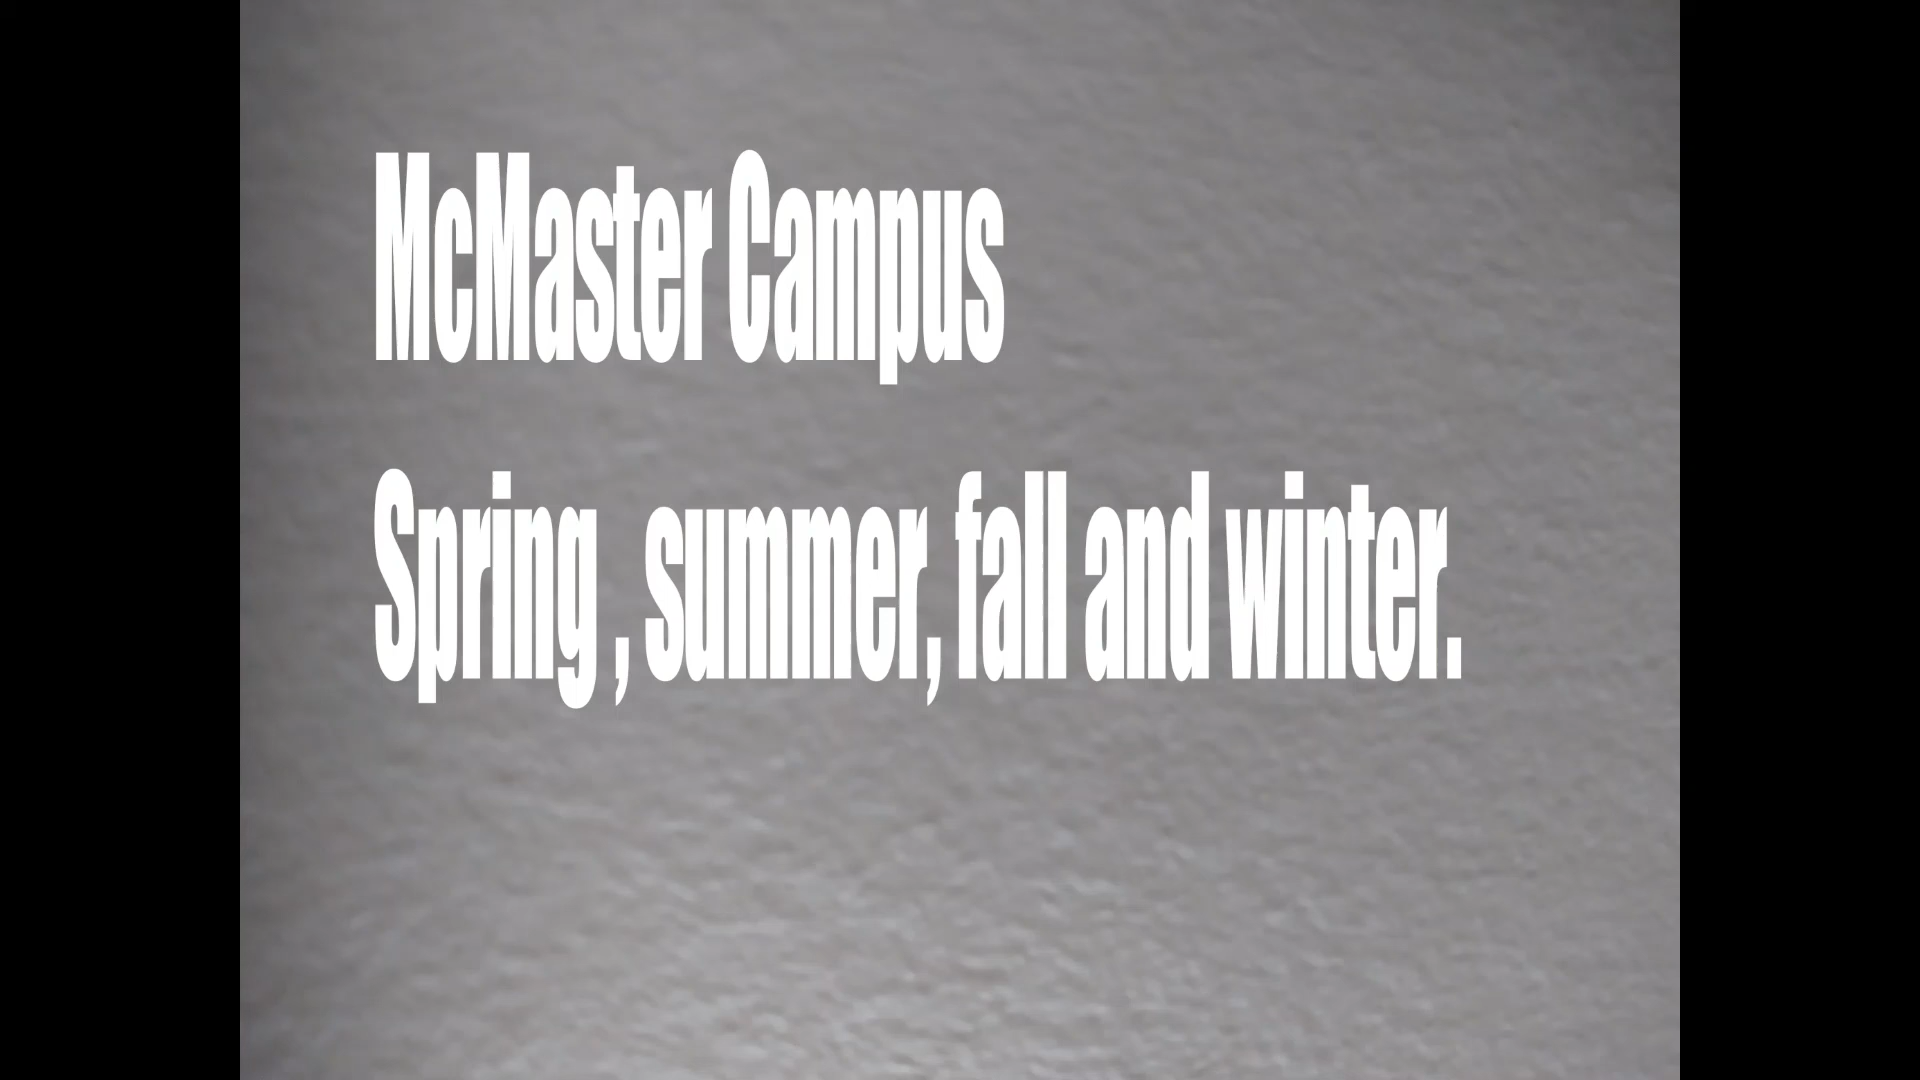 McMaster Campus
Spring , summer, fall and winter.